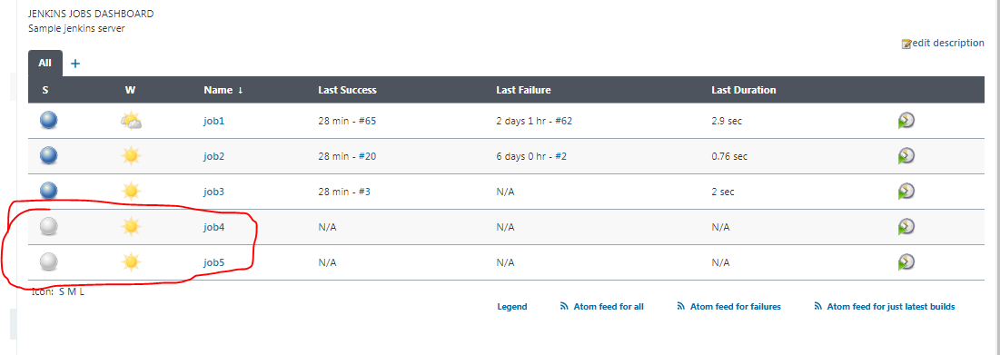 JENKINS JOBS DASHBOARD
Sample jenkins server
edit description
All +
S W Name ↓ Last Success Last Failure Last Duration
job1 28 min - #65 2 days 1 hr - #62 2.9 sec
job2 28 min - #20 6 days 0 hr - #2 0.76 sec
job3 28 min - #3 N/A 2 sec
job4 N/A N/A N/A
job5 N/A N/A N/A
Icon: S M L
Legend Atom feed for all Atom feed for failures Atom feed for just latest builds